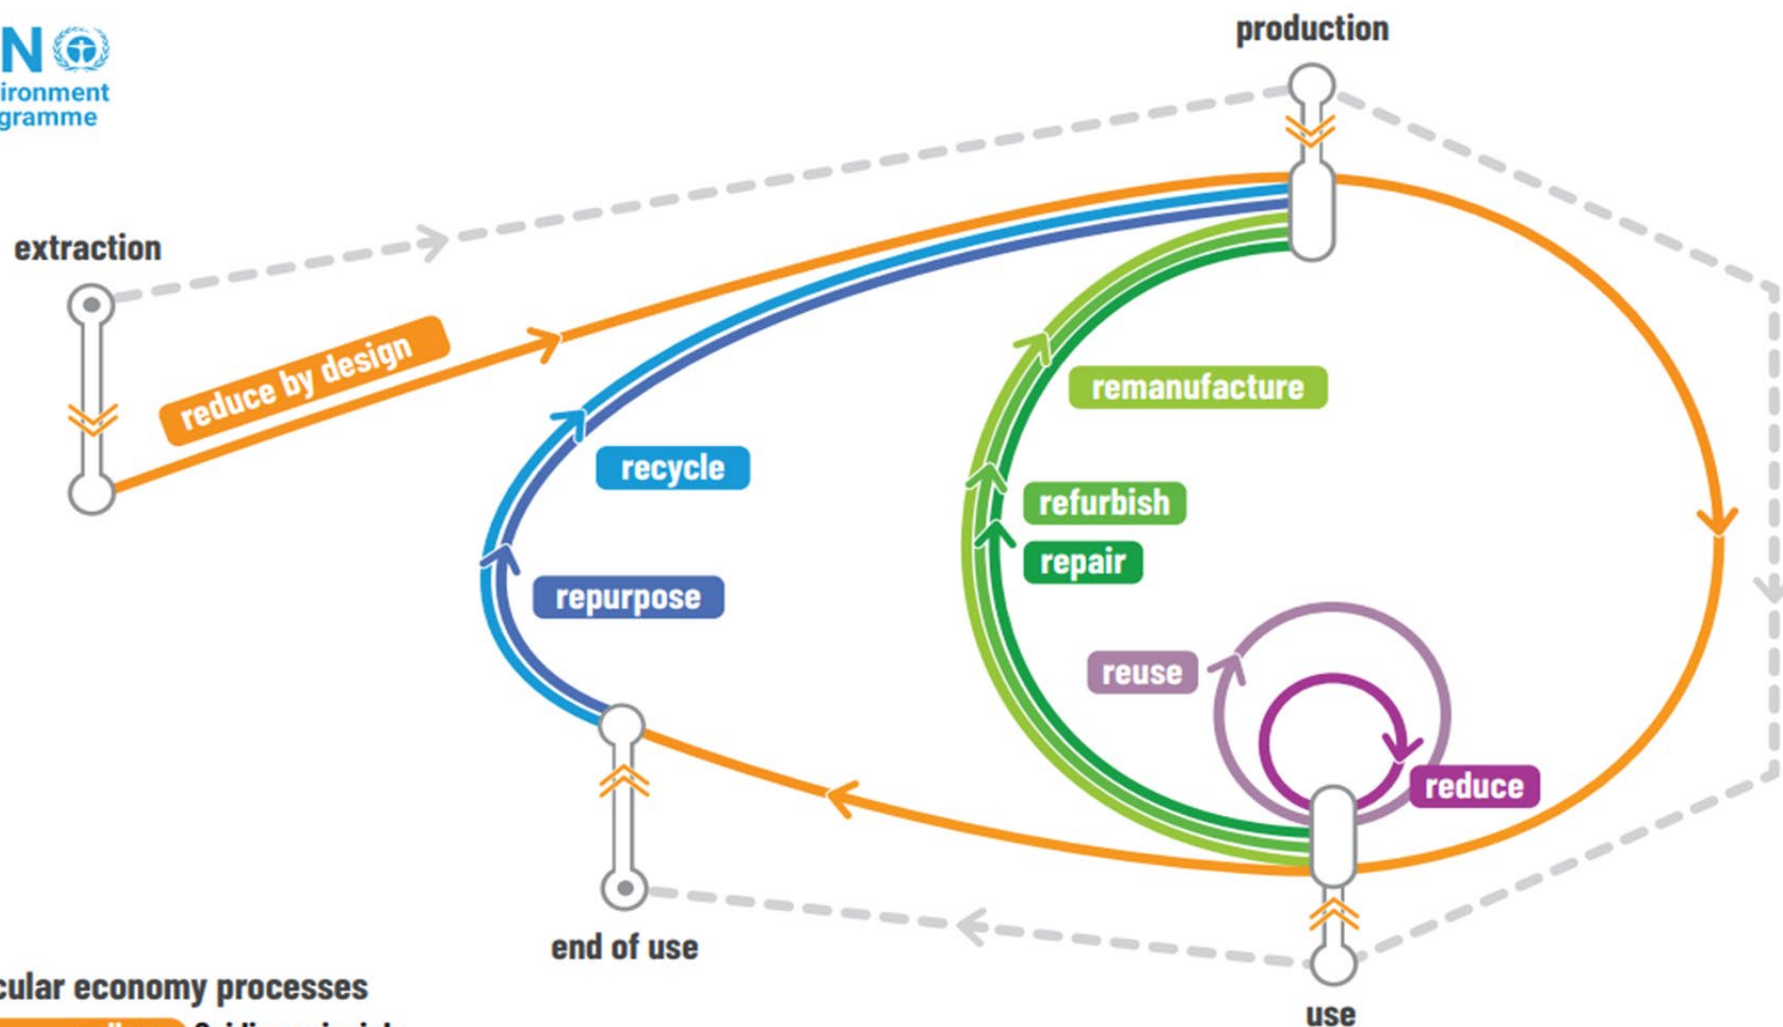 N
ironment
gramme
production
extraction
reduce by design
remanufacture
recycle
refurbish
repair
repurpose
reuse
reduce
end of use
cular economy processes
use